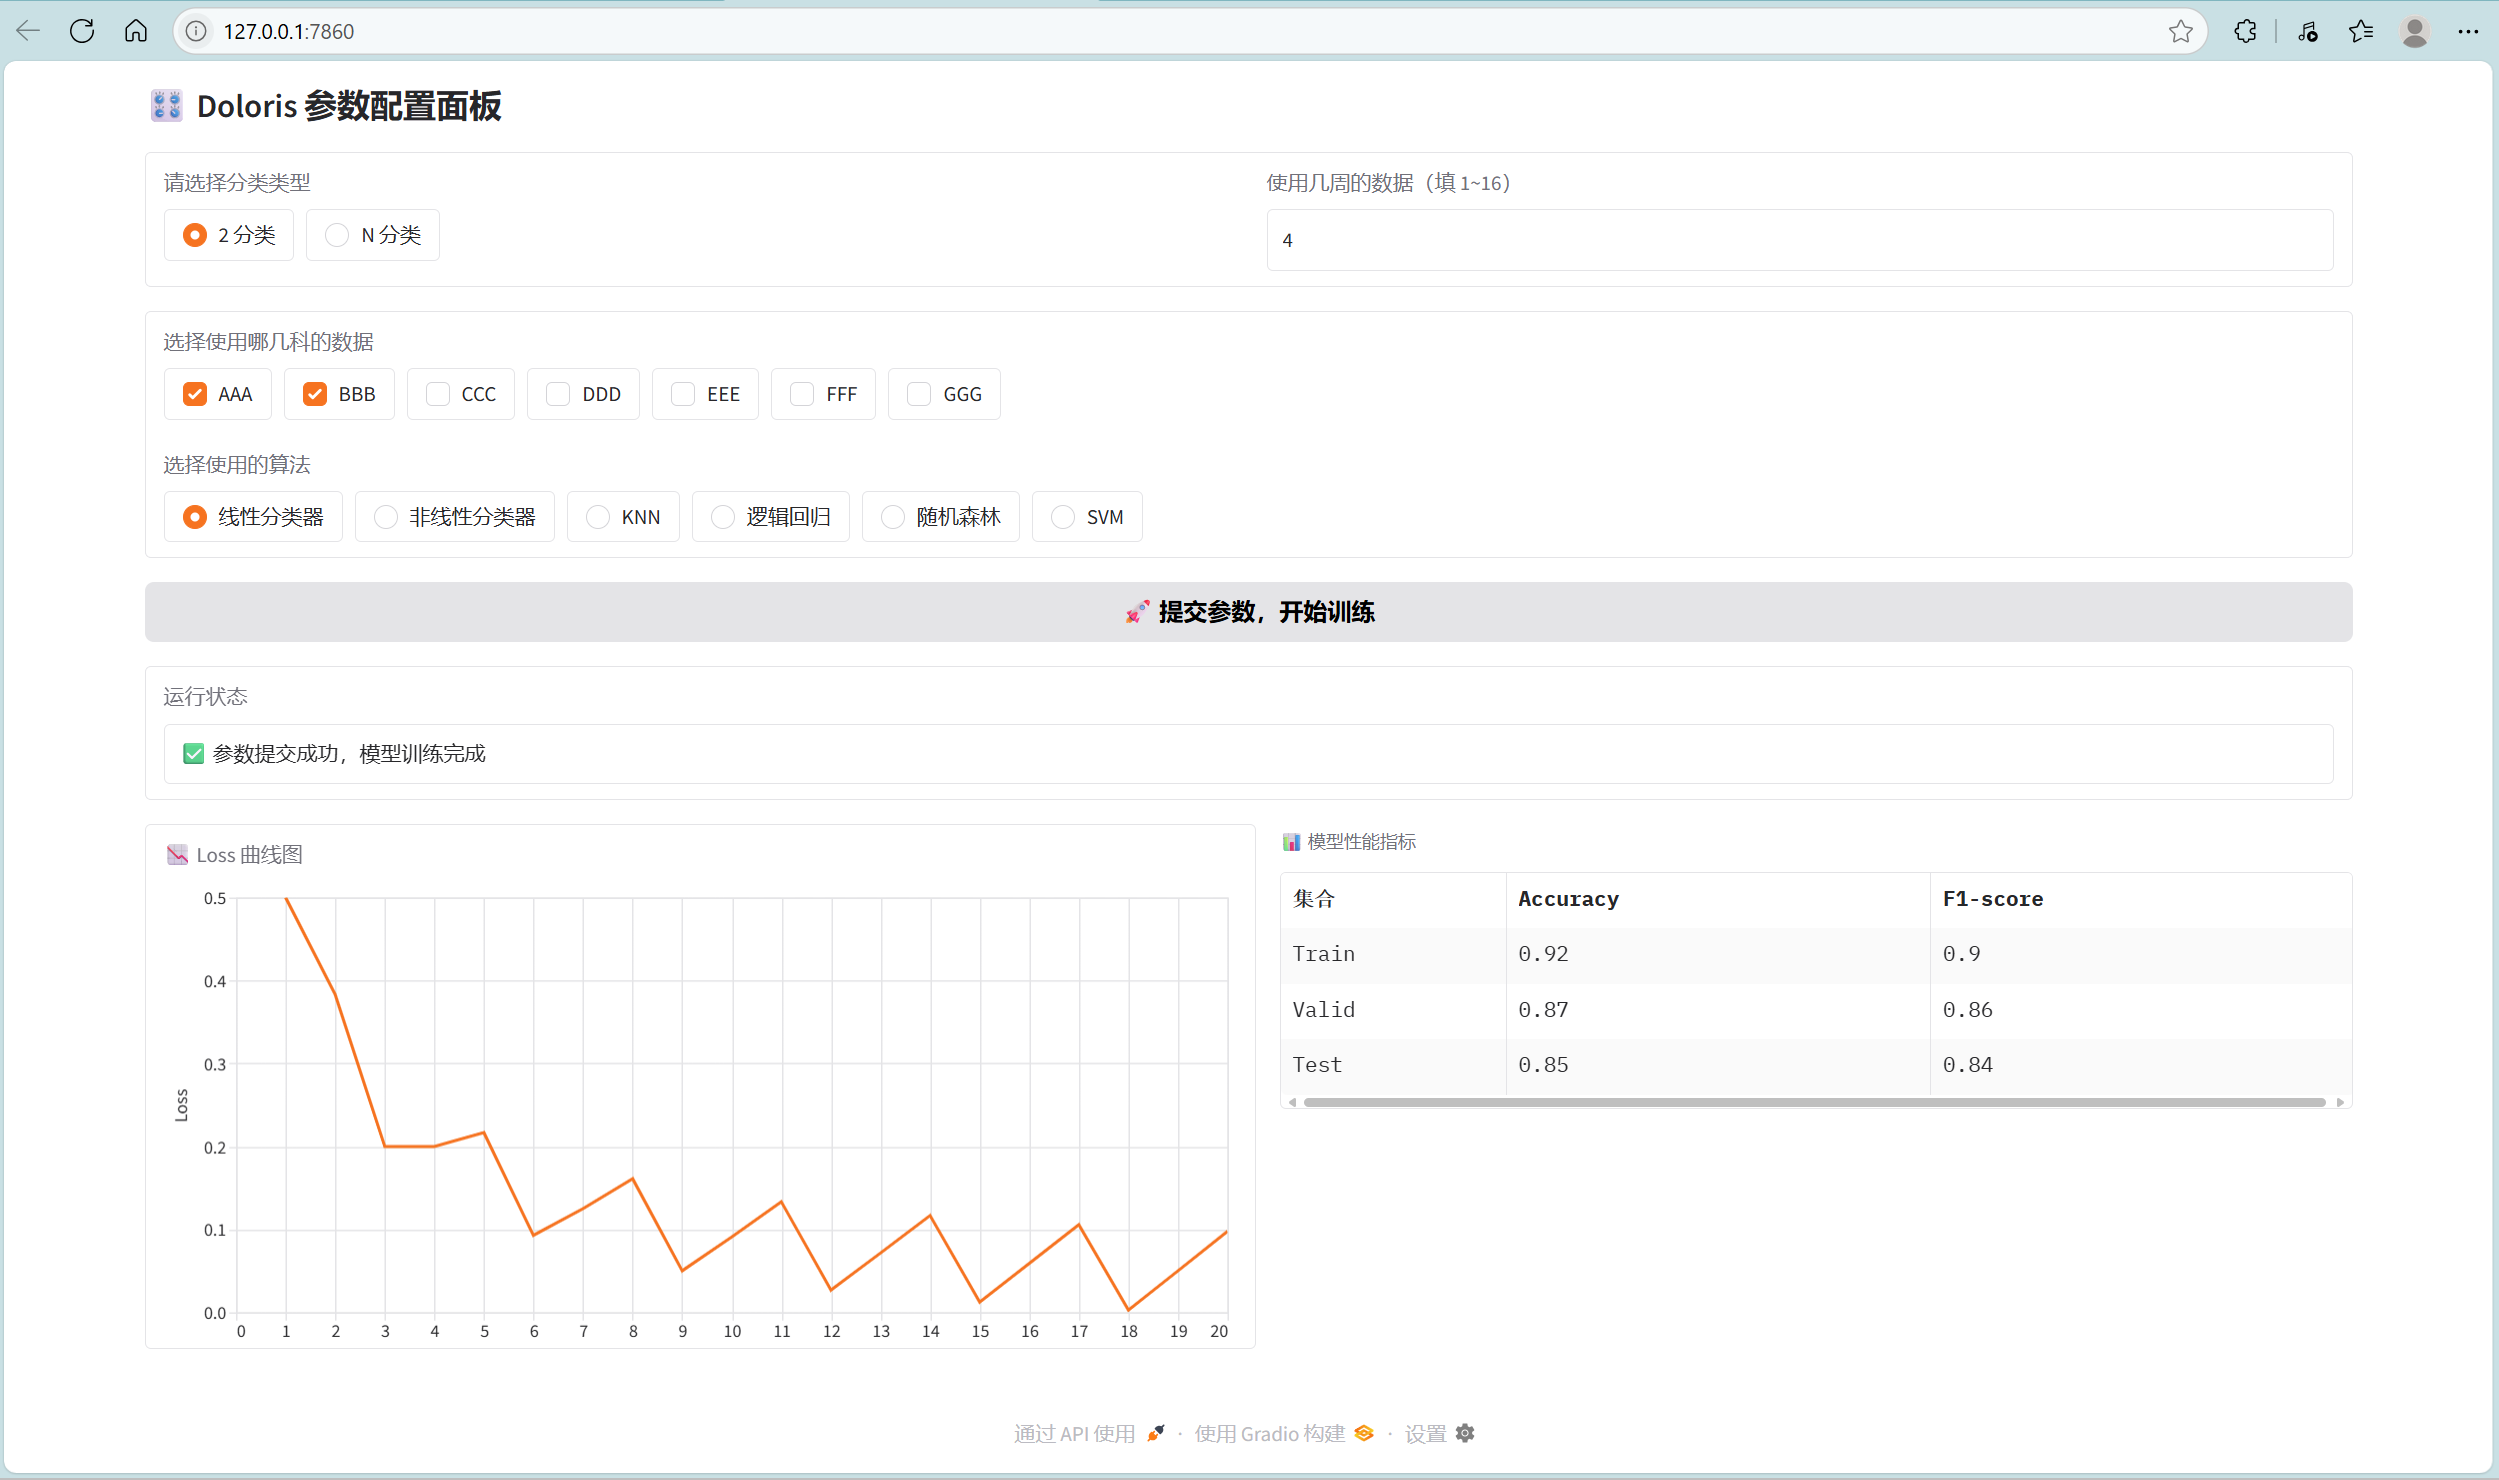 127.0.0.1:7860
Doloris 参数配置面板
请选择分类类型
2 分类 N 分类
使用几周的数据（填 1~16）
4
选择使用哪几科的数据
AAA BBB CCC DDD EEE FFF GGG
选择使用的算法
线性分类器 非线性分类器 KNN 逻辑回归 随机森林 SVM
🚀 提交参数，开始训练
运行状态
✅ 参数提交成功，模型训练完成
Loss 曲线图
0.5
0.4
0.3
0.2
0.1
0.0
Loss
0 1 2 3 4 5 6 7 8 9 10 11 12 13 14 15 16 17 18 19 20
模型性能指标
集合 Accuracy F1-score
Train 0.92 0.9
Valid 0.87 0.86
Test 0.85 0.84
通过 API 使用 · 使用 Gradio 构建 · 设置